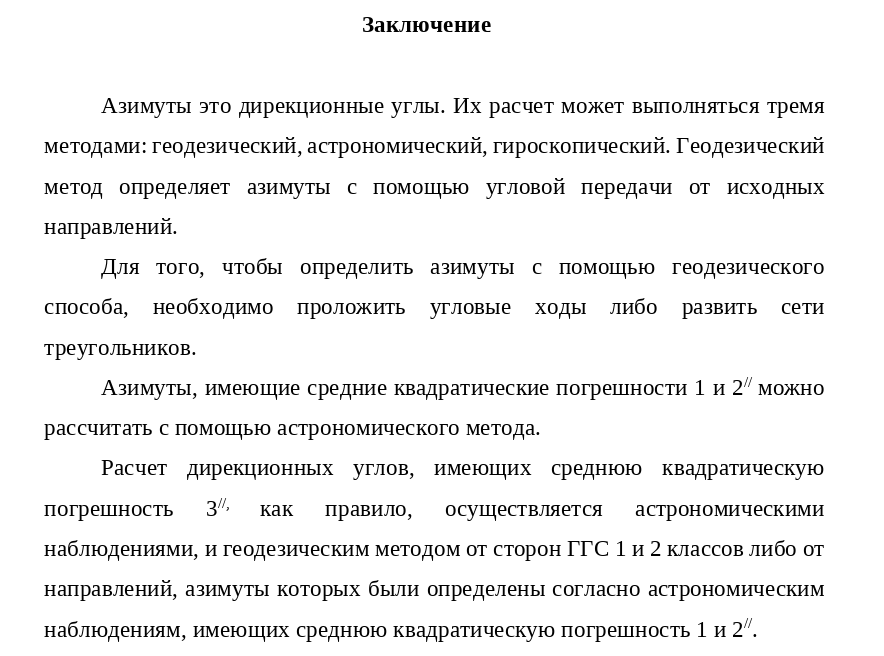 Заключение
Азимуты это дирекционные углы. Их расчет может выполняться тремя
методами: геодезический, астрономический, гироскопический. Геодезический
метод определяет азимуты с помощью угловой передачи от исходных
направлений.
Для того, чтобы определить азимуты с помощью геодезического
способа, необходимо проложить угловые ходы либо развить сети
треугольников.
Азимуты, имеющие средние квадратические погрешности 1 и 2// можно
рассчитать с помощью астрономического метода.
Расчет дирекционных углов, имеющих среднюю квадратическую
погрешность 3//, как правило, осуществляется астрономическими
наблюдениями, и геодезическим методом от сторон ГГС 1 и 2 классов либо от
направлений, азимуты которых были определены согласно астрономическим
наблюдениям, имеющих среднюю квадратическую погрешность 1 и 2//.